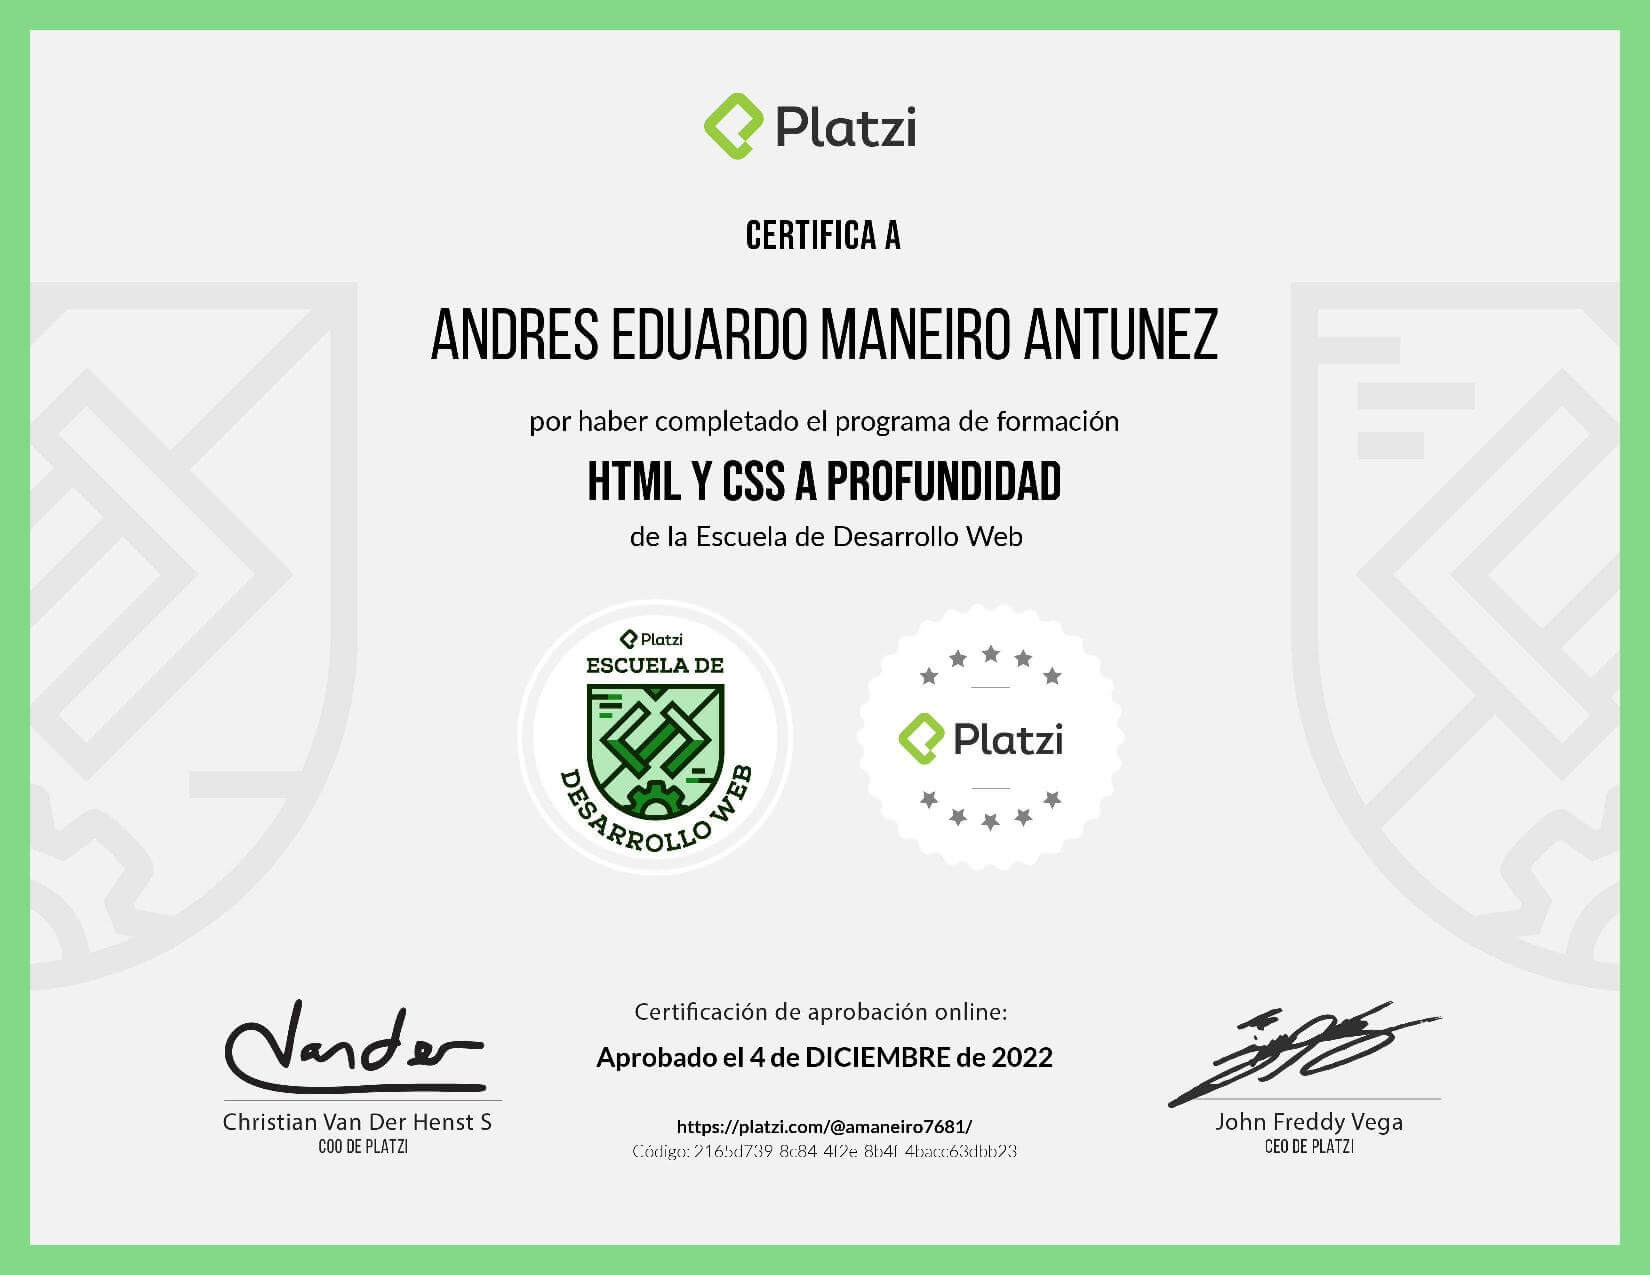 Platzi
CERTIFICA A
ANDRES EDUARDO MANEIRO ANTUNEZ
por haber completado el programa de formación
HTML Y CSS A PROFUNDIDAD
de la Escuela de Desarrollo Web
Platzi
ESCUELA DE
DESARROLLO WEB
Platzi
Vander
Certificación de aprobación online:
Aprobado el 4 de DICIEMBRE de 2022
Christian Van Der Henst S
COO DE PLATZI
https://platzi.com/@amaneiro7681/
Código: 2165d739-8c84-4f2e-8b4f-4bacc63dbb23
John Freddy Vega
CEO DE PLATZI